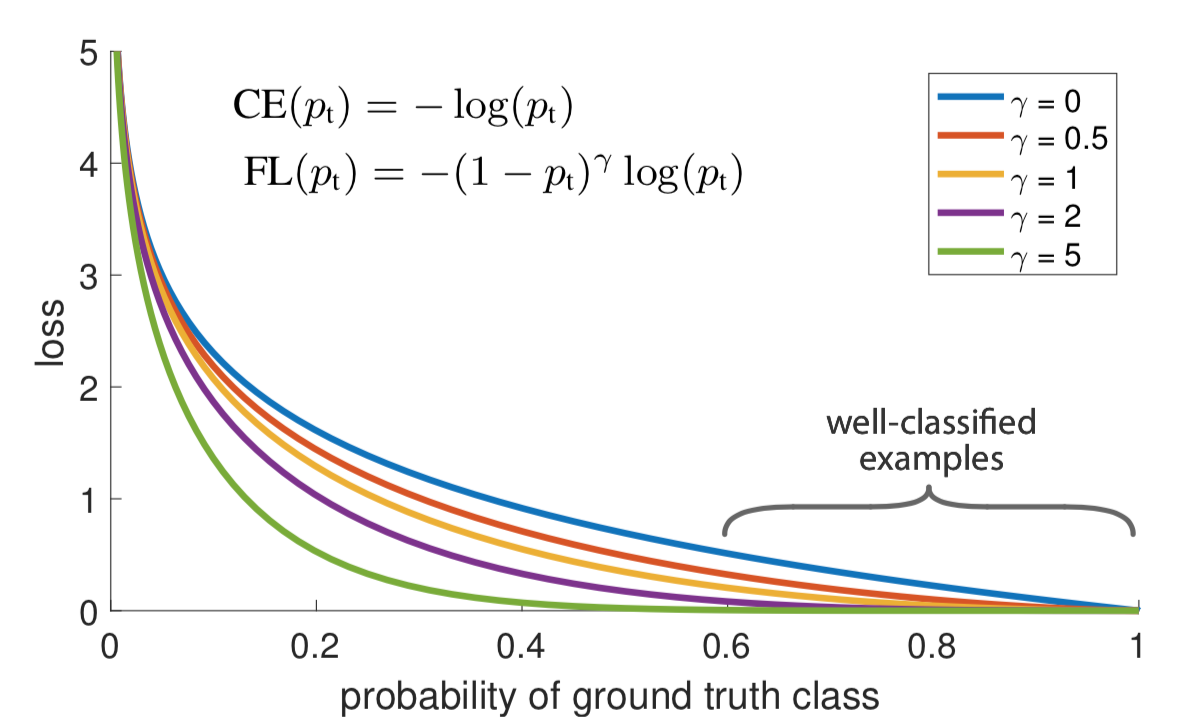 5
4
3
2
1
0
loss
CE(pₜ) = − log(pₜ)
FL(pₜ) = −(1 − pₜ)^γ log(pₜ)
γ = 0
γ = 0.5
γ = 1
γ = 2
γ = 5
well-classified
examples
0 0.2 0.4 0.6 0.8 1
probability of ground truth class